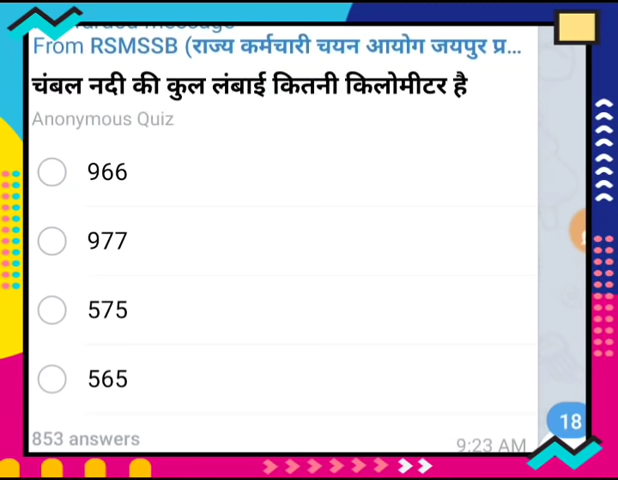 From RSMSSB (राज्य कर्मचारी चयन आयोग जयपुर प्र...
चंबल नदी की कुल लंबाई कितनी किलोमीटर है
Anonymous Quiz
966
977
575
565
853 answers
18
9:23 AM